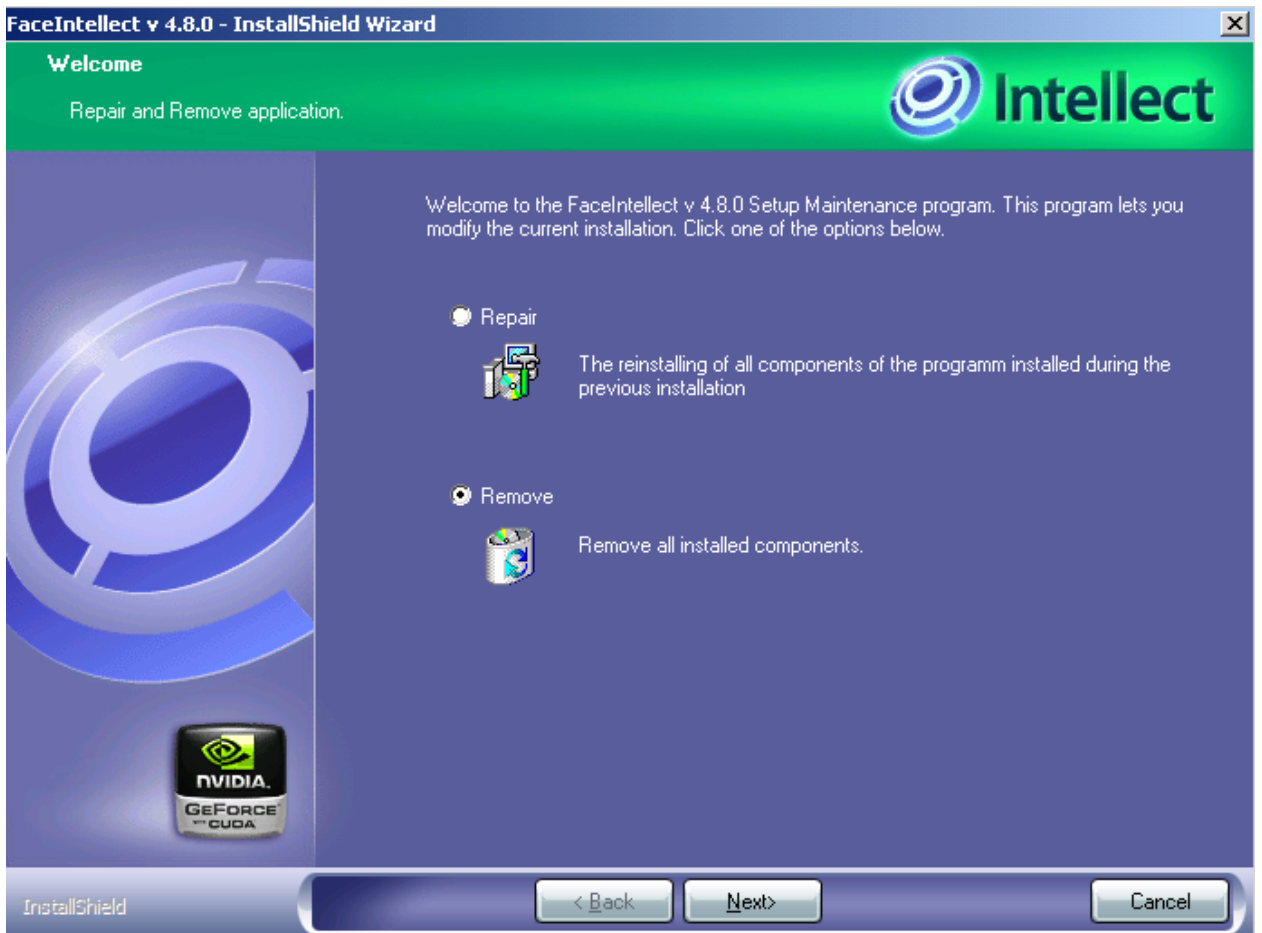 FaceIntellect v 4.8.0 - InstallShield Wizard
Welcome
Repair and Remove application.
Intellect
Welcome to the FaceIntellect v 4.8.0 Setup Maintenance program. This program lets you
modify the current installation. Click one of the options below.
Repair
The reinstalling of all components of the programm installed during the
previous installation
Remove
Remove all installed components.
NVIDIA.
GEFORCE
CUDA
InstallShield
< Back
Next>
Cancel